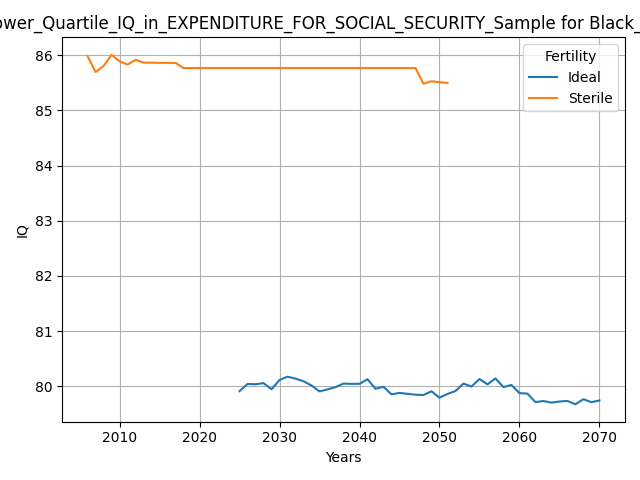 ower_Quartile_IQ_in_EXPENDITURE_FOR_SOCIAL_SECURITY_Sample for Black_
Fertility
Ideal
Sterile
86
85
84
83
82
81
80
IQ
2010
2020
2030
2040
2050
2060
2070
Years